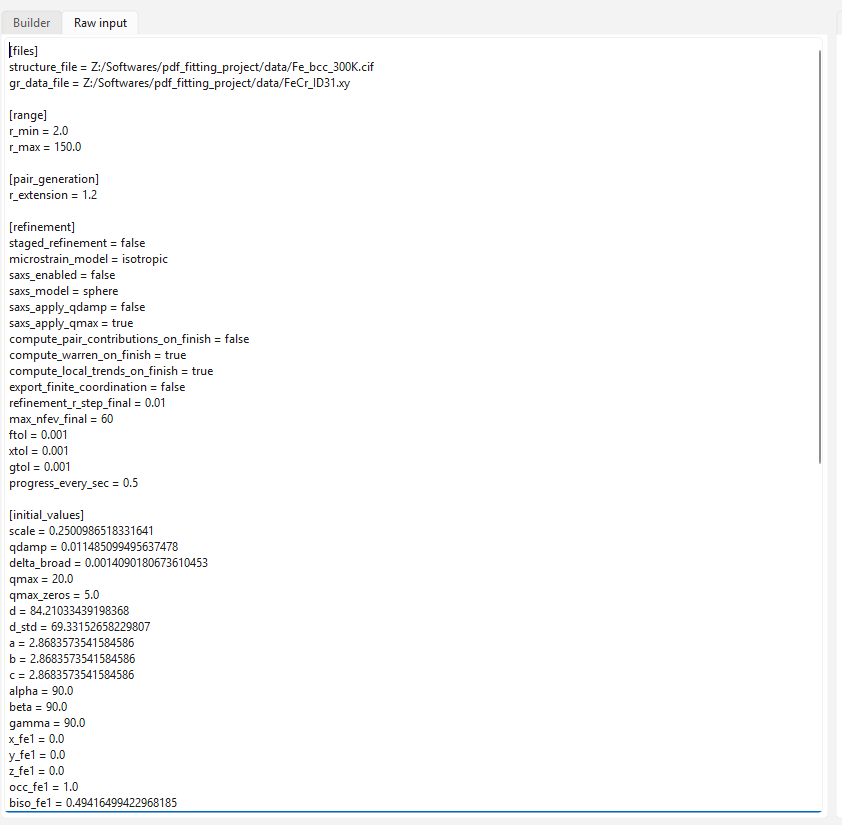 Builder
Raw input
[files]
structure_file = Z:/Softwares/pdf_fitting_project/data/Fe_bcc_300K.cif
gr_data_file = Z:/Softwares/pdf_fitting_project/data/FeCr_ID31.xy
[range]
r_min = 2.0
r_max = 150.0
[pair_generation]
r_extension = 1.2
[refinement]
staged_refinement = false
microstrain_model = isotropic
saxs_enabled = false
saxs_model = sphere
saxs_apply_qdamp = false
saxs_apply_qmax = true
compute_pair_contributions_on_finish = false
compute_warren_on_finish = true
compute_local_trends_on_finish = true
export_finite_coordination = false
refinement_r_step_final = 0.01
max_nfev_final = 60
ftol = 0.001
xtol = 0.001
gtol = 0.001
progress_every_sec = 0.5
[initial_values]
scale = 0.2500986518331641
qdamp = 0.011485099495637478
delta_broad = 0.0014090180673610453
qmax = 20.0
qmax_zeros = 5.0
d = 84.21033439198368
d_std = 69.33152658229807
a = 2.8683573541584586
b = 2.8683573541584586
c = 2.8683573541584586
alpha = 90.0
beta = 90.0
gamma = 90.0
x_fe1 = 0.0
y_fe1 = 0.0
z_fe1 = 0.0
occ_fe1 = 1.0
biso_fe1 = 0.49416499422968185